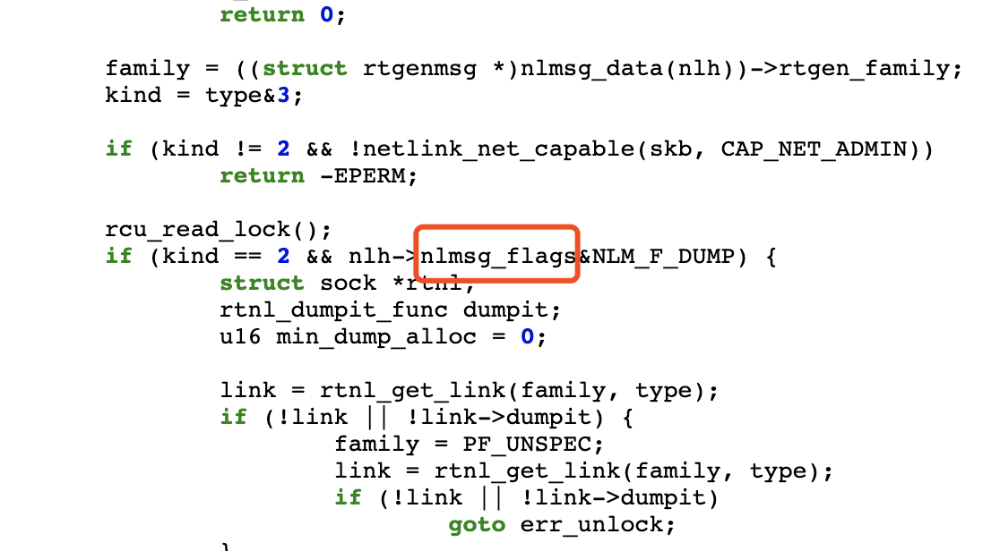 return 0;
family = ((struct rtgenmsg *)nlmsg_data(nlh))->rtgen_family;
kind = type&3;
if (kind != 2 && !netlink_net_capable(skb, CAP_NET_ADMIN))
return -EPERM;
rcu_read_lock();
if (kind == 2 && nlh->nlmsg_flags&NLM_F_DUMP) {
struct sock *rtnl;
rtnl_dumpit_func dumpit;
u16 min_dump_alloc = 0;
link = rtnl_get_link(family, type);
if (!link || !link->dumpit) {
family = PF_UNSPEC;
link = rtnl_get_link(family, type);
if (!link || !link->dumpit)
goto err_unlock;
}